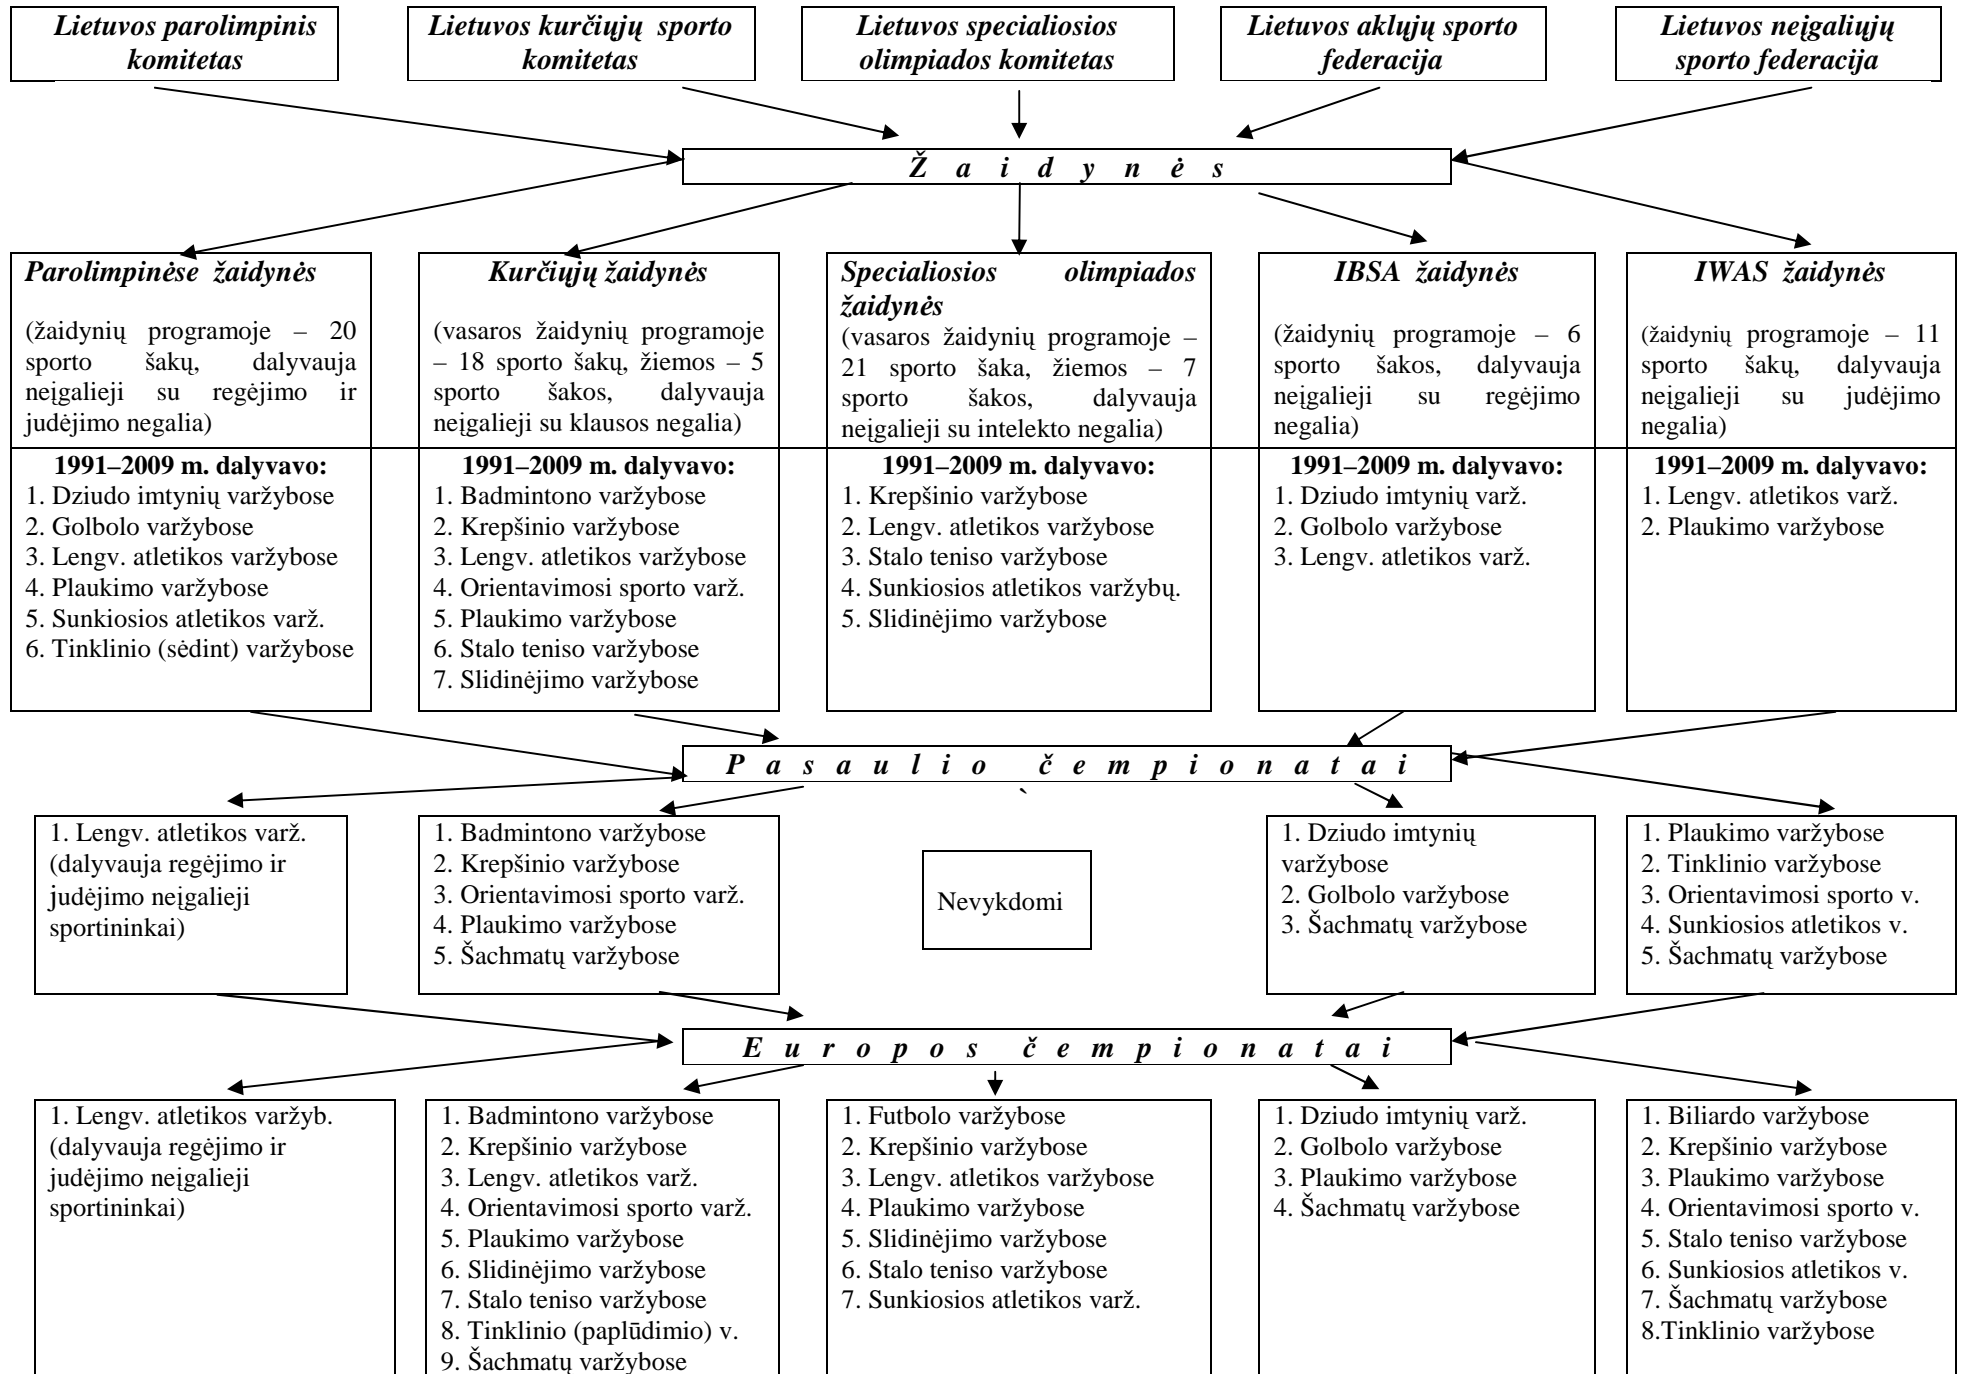 Lietuvos parolimpinis
komitetas
Lietuvos kurčiųjų sporto
komitetas
Lietuvos specialiosios
olimpiados komitetas
Lietuvos aklųjų sporto
federacija
Lietuvos neįgaliųjų
sporto federacija
Ž a i d y n ė s
Parolimpinėse žaidynės
(žaidynių programoje – 20
sporto šakų, dalyvauja
neįgalieji su regėjimo ir
judėjimo negalia)
1991–2009 m. dalyvavo:
1. Dziudo imtynių varžybose
2. Golbolo varžybose
3. Lengv. atletikos varžybose
4. Plaukimo varžybose
5. Sunkiosios atletikos varž.
6. Tinklinio (sėdint) varžybose
Kurčiųjų žaidynės
(vasaros žaidynių programoje
– 18 sporto šakų, žiemos – 5
sporto šakos, dalyvauja
neįgalieji su klausos negalia)
1991–2009 m. dalyvavo:
1. Badmintono varžybose
2. Krepšinio varžybose
3. Lengv. atletikos varžybose
4. Orientavimosi sporto varž.
5. Plaukimo varžybose
6. Stalo teniso varžybose
7. Slidinėjimo varžybose
Specialiosios olimpiados
žaidynės
(vasaros žaidynių programoje –
21 sporto šaka, žiemos – 7
sporto šakos, dalyvauja
neįgalieji su intelekto negalia)
1991–2009 m. dalyvavo:
1. Krepšinio varžybose
2. Lengv. atletikos varžybose
3. Stalo teniso varžybose
4. Sunkiosios atletikos varžybų.
5. Slidinėjimo varžybose
IBSA žaidynės
(žaidynių programoje – 6
sporto šakos, dalyvauja
neįgalieji su regėjimo
negalia)
1991–2009 m. dalyvavo:
1. Dziudo imtynių varž.
2. Golbolo varžybose
3. Lengv. atletikos varž.
IWAS žaidynės
(žaidynių programoje – 11
sporto šakų, dalyvauja
neįgalieji su judėjimo
negalia)
1991–2009 m. dalyvavo:
1. Lengv. atletikos varž.
2. Plaukimo varžybose
P a s a u l i o č e m p i o n a t a i
`
1. Lengv. atletikos varž.
(dalyvauja regėjimo ir
judėjimo neįgalieji
sportininkai)
1. Badmintono varžybose
2. Krepšinio varžybose
3. Orientavimosi sporto varž.
4. Plaukimo varžybose
5. Šachmatų varžybose
Nevykdomi
1. Dziudo imtynių
varžybose
2. Golbolo varžybose
3. Šachmatų varžybose
1. Plaukimo varžybose
2. Tinklinio varžybose
3. Orientavimosi sporto v.
4. Sunkiosios atletikos v.
5. Šachmatų varžybose
E u r o p o s č e m p i o n a t a i
1. Lengv. atletikos varžyb.
(dalyvauja regėjimo ir
judėjimo neįgalieji
sportininkai)
1. Badmintono varžybose
2. Krepšinio varžybose
3. Lengv. atletikos varž.
4. Orientavimosi sporto varž.
5. Plaukimo varžybose
6. Slidinėjimo varžybose
7. Stalo teniso varžybose
8. Tinklinio (paplūdimio) v.
9. Šachmatų varžybose
1. Futbolo varžybose
2. Krepšinio varžybose
3. Lengv. atletikos varžybose
4. Plaukimo varžybose
5. Slidinėjimo varžybose
6. Stalo teniso varžybose
7. Sunkiosios atletikos varž.
1. Dziudo imtynių varž.
2. Golbolo varžybose
3. Plaukimo varžybose
4. Šachmatų varžybose
1. Biliardo varžybose
2. Krepšinio varžybose
3. Plaukimo varžybose
4. Orientavimosi sporto v.
5. Stalo teniso varžybose
6. Sunkiosios atletikos v.
7. Šachmatų varžybose
8.Tinklinio varžybose